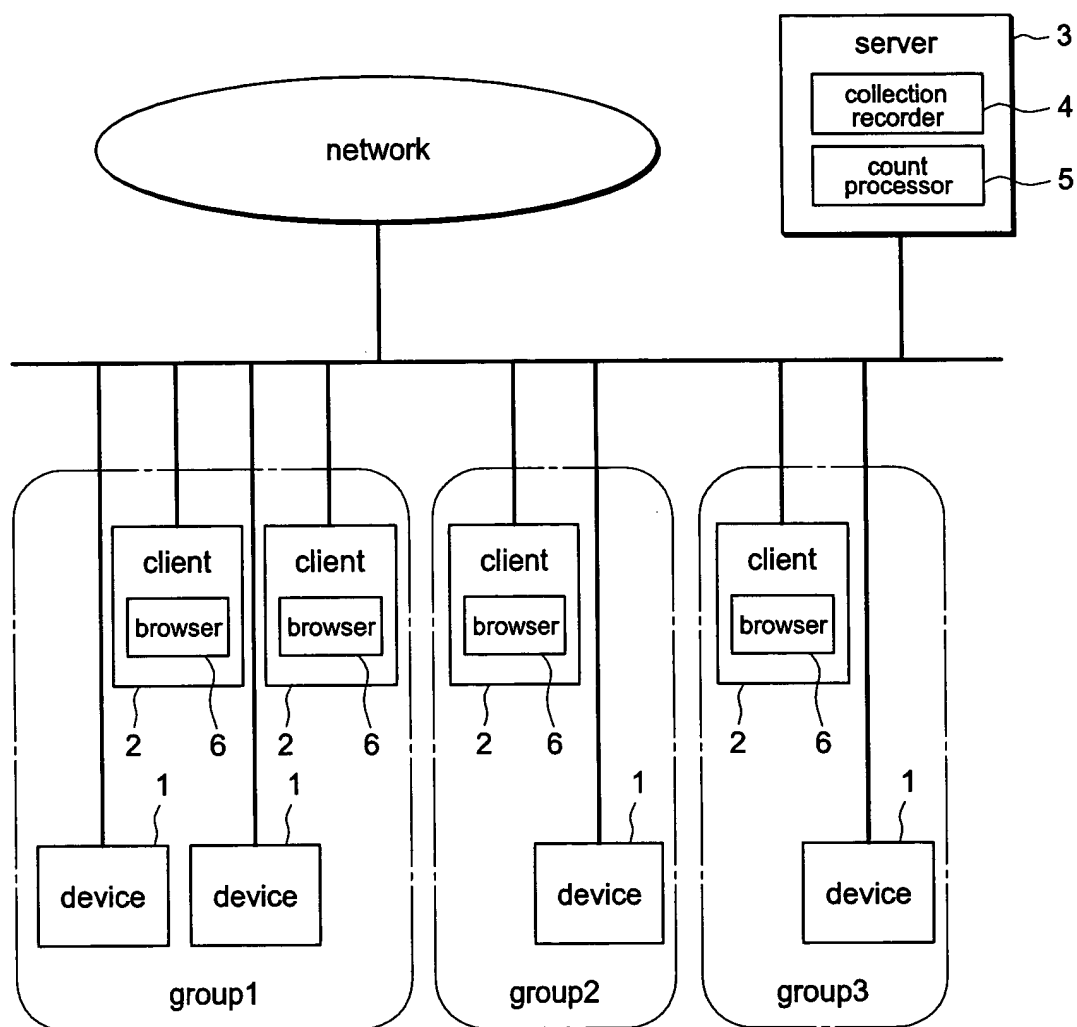 server
3
collection
recorder
4
network
count
processor
5
client
client
client
client
browser
browser
browser
browser
2
6
2
6
2
6
2
6
1
1
1
1
device
device
device
device
group1
group2
group3